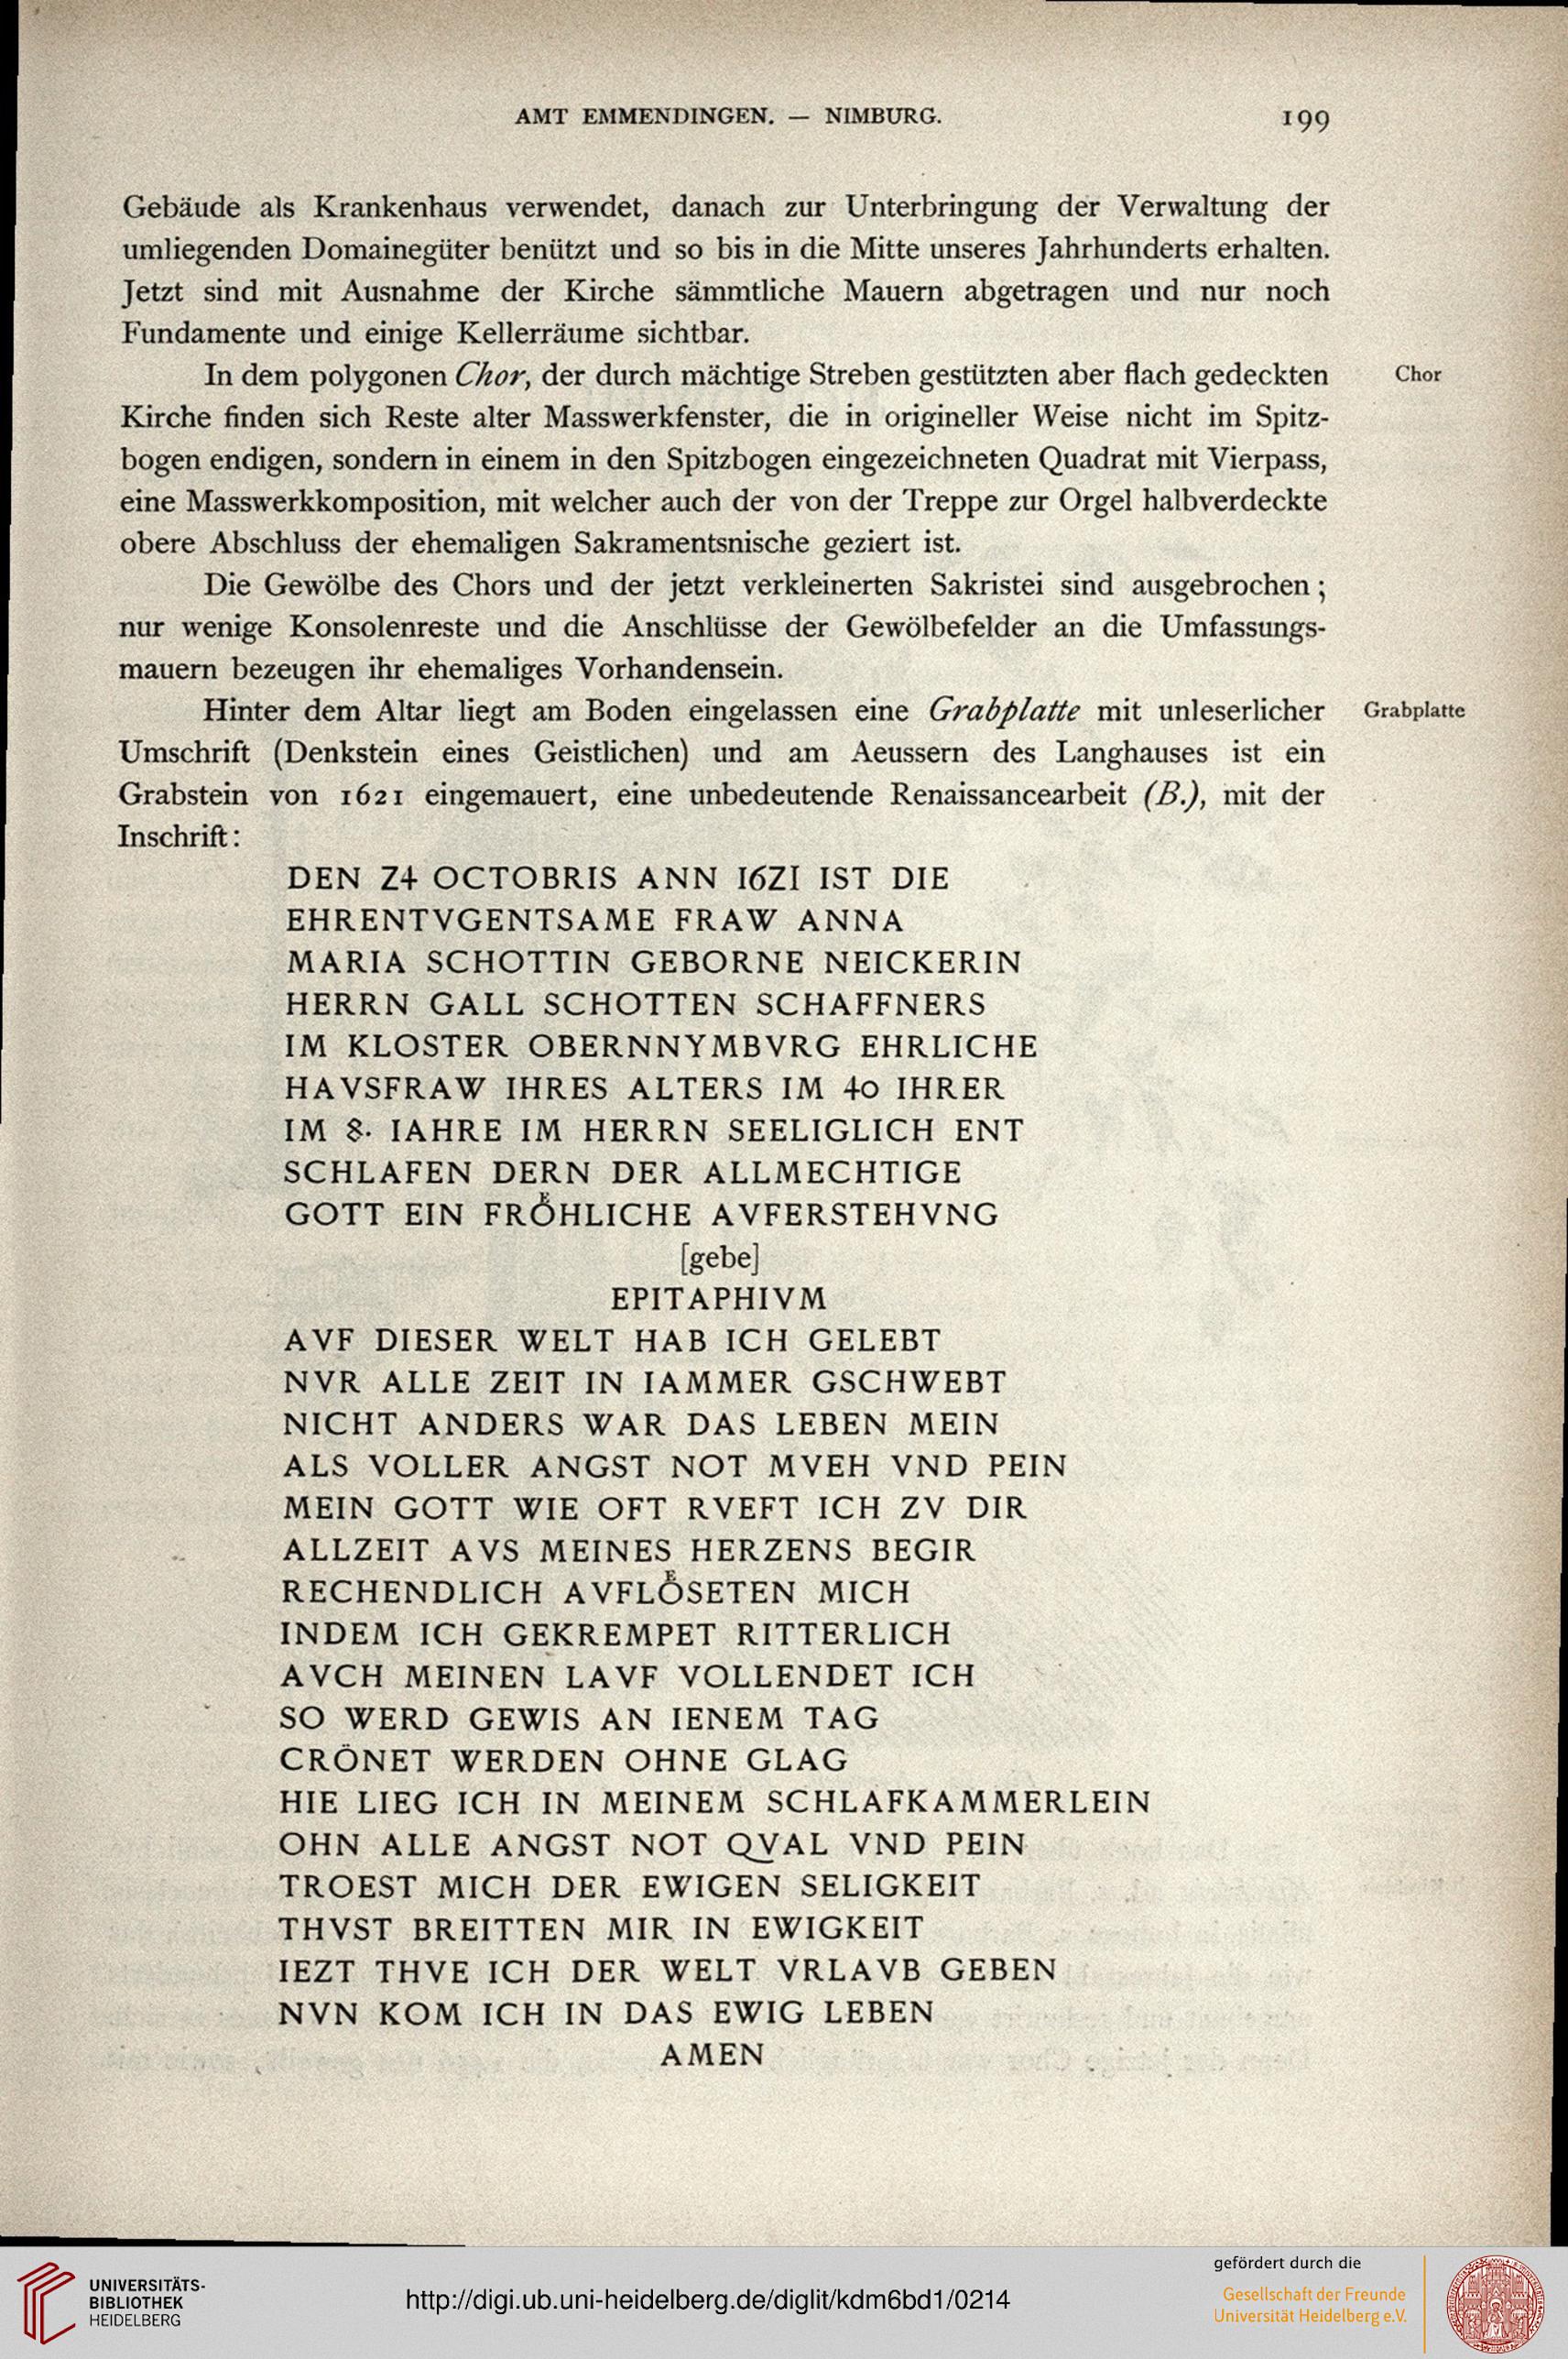 AMT EMMENDINGEN. — NIMBURG. 199
Gebäude als Krankenhaus verwendet, danach zur Unterbringung der Verwaltung der
umliegenden Domainegüter benützt und so bis in die Mitte unseres Jahrhunderts erhalten.
Jetzt sind mit Ausnahme der Kirche sämmtliche Mauern abgetragen und nur noch
Fundamente und einige Kellerräume sichtbar.
In dem polygonen Chor, der durch mächtige Streben gestützten aber flach gedeckten
Chor
Kirche finden sich Reste alter Masswerkfenster, die in origineller Weise nicht im Spitz-
bogen endigen, sondern in einem in den Spitzbogen eingezeichneten Quadrat mit Vierpass,
eine Masswerkkomposition, mit welcher auch der von der Treppe zur Orgel halbverdeckte
obere Abschluss der ehemaligen Sakramentsnische geziert ist.
Die Gewölbe des Chors und der jetzt verkleinerten Sakristei sind ausgebrochen;
nur wenige Konsolenreste und die Anschlüsse der Gewölbefelder an die Umfassungs-
mauern bezeugen ihr ehemaliges Vorhandensein.
Hinter dem Altar liegt am Boden eingelassen eine Grabplatte mit unleserlicher
Grabplatte
Umschrift (Denkstein eines Geistlichen) und am Aeussern des Langhauses ist ein
Grabstein von 1621 eingemauert, eine unbedeutende Renaissancearbeit (B.), mit der
Inschrift:
DEN Z4 OCTOBRIS ANN I6ZI IST DIE
EHRENTVGENTSAME FRAW ANNA
MARIA SCHOTTIN GEBORNE NEICKERIN
HERRN GALL SCHOTTEN SCHAFFNERS
IM KLOSTER OBERNNYMBVRG EHRLICHE
HAVSFRAW IHRES ALTERS IM 40 IHRER
IM 8. IAHRE IM HERRN SEELIGLICH ENT
SCHLAFEN DERN DER ALLMECHTIGE
GOTT EIN FROͤHLICHE AVFERSTEHVNG
[gebe]
EPITAPHIVM
AVF DIESER WELT HAB ICH GELEBT
NVR ALLE ZEIT IN IAMMER GSCHWEBT
NICHT ANDERS WAR DAS LEBEN MEIN
ALS VOLLER ANGST NOT MVEH VND PEIN
MEIN GOTT WIE OFT RVEFT ICH ZV DIR
ALLZEIT AVS MEINES HERZENS BEGIR
RECHENDLICH AVFLOͤSETEN MICH
INDEM ICH GEKREMPET RITTERLICH
AVCH MEINEN LAVF VOLLENDET ICH
SO WERD GEWIS AN IENEM TAG
CRÖNET WERDEN OHNE GLAG
HIE LIEG ICH IN MEINEM SCHLAFKAMMERLEIN
OHN ALLE ANGST NOT QVAL VND PEIN
TROEST MICH DER EWIGEN SELIGKEIT
THVST BREITTEN MIR IN EWIGKEIT
IEZT THVE ICH DER WELT VRLAVB GEBEN
NVN KOM ICH IN DAS EWIG LEBEN
AMEN
UNIVERSITÄTS-
BIBLIOTHEK
HEIDELBERG
http://digi.ub.uni-heidelberg.de/diglit/kdm6bd1/0214
gefördert durch die
Gesellschaft der Freunde
Universität Heidelberg e.V.